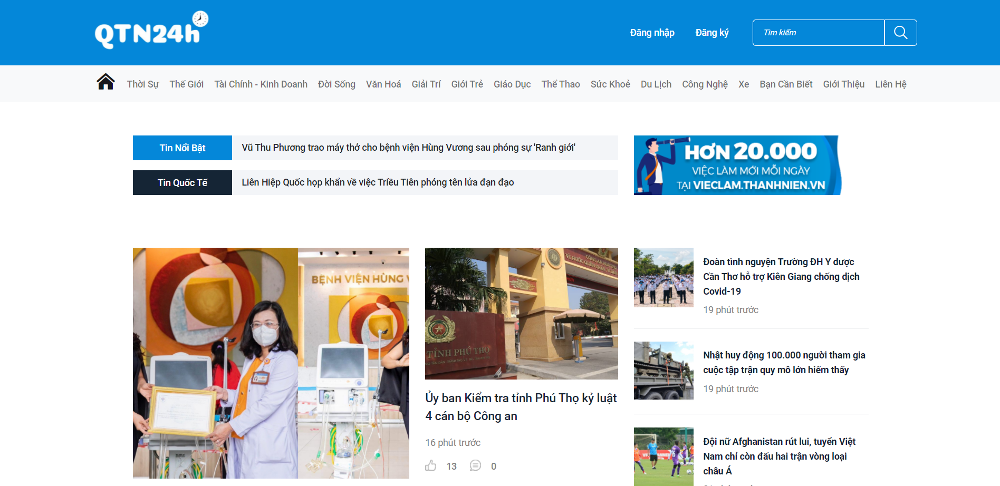 QTN24h
Đăng nhập
Đăng ký
Tìm kiếm
Thời Sự
Thế Giới
Tài Chính - Kinh Doanh
Đời Sống
Văn Hoá
Giải Trí
Giới Trẻ
Giáo Dục
Thể Thao
Sức Khoẻ
Du Lịch
Công Nghệ
Xe
Bạn Cần Biết
Giới Thiệu
Liên Hệ
Tin Nổi Bật
Vũ Thu Phương trao máy thở cho bệnh viện Hùng Vương sau phóng sự 'Ranh giới'
Tin Quốc Tế
Liên Hiệp Quốc họp khẩn về việc Triều Tiên phóng tên lửa đạn đạo
HƠN 20.000
VIỆC LÀM MỚI MỖI NGÀY
TẠI VIECLAM.THANHNIEN.VN
BỆNH VIỆN HÙNG V
TỈNH PHÚ THỌ
Ủy ban Kiểm tra tỉnh Phú Thọ kỷ luật
4 cán bộ Công an
16 phút trước
13
0
Đoàn tình nguyện Trường ĐH Y dược
Cần Thơ hỗ trợ Kiên Giang chống dịch
Covid-19
19 phút trước
Nhật huy động 100.000 người tham gia
cuộc tập trận quy mô lớn hiếm thấy
19 phút trước
Đội nữ Afghanistan rút lui, tuyển Việt
Nam chỉ còn đấu hai trận vòng loại
châu Á